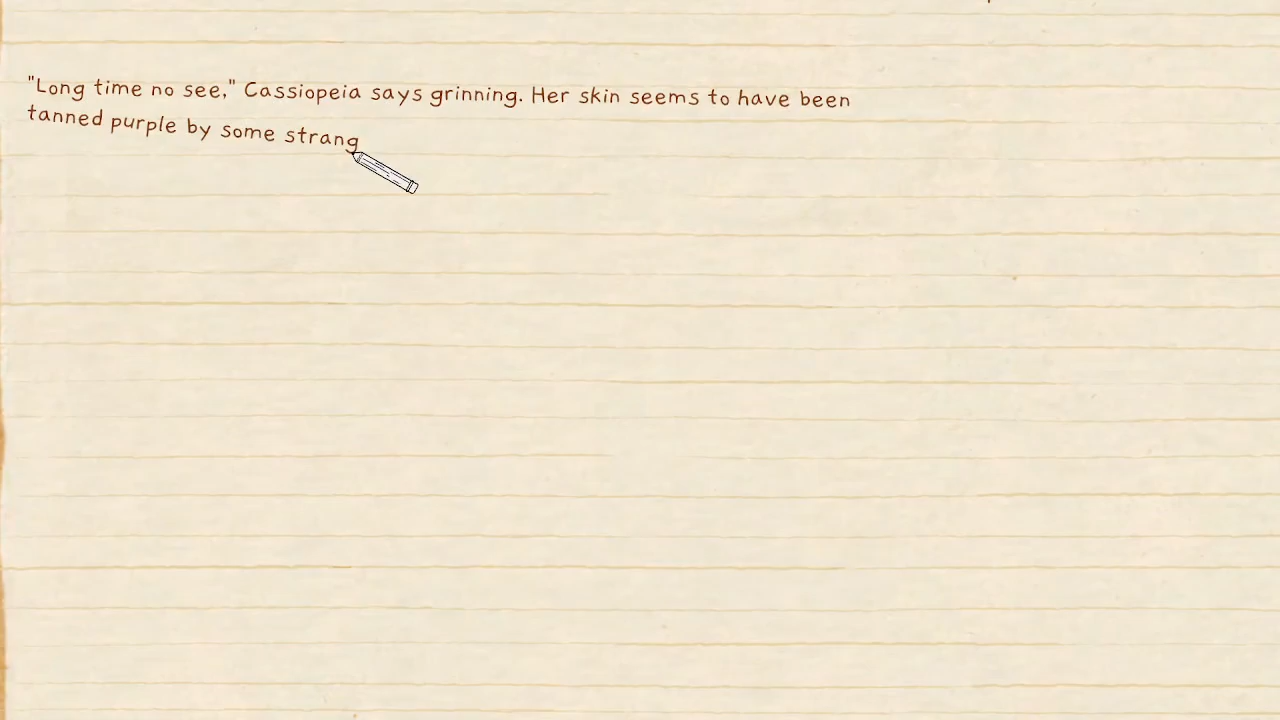 "Long time no see," Cassiopeia says grinning. Her skin seems to have been
tanned purple by some strang